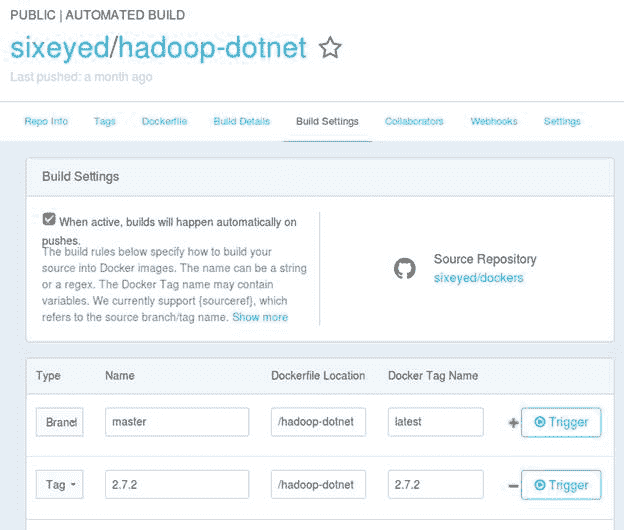 PUBLIC | AUTOMATED BUILD
sixeyed/hadoop-dotnet
Last pushed: a month ago
Repo Info Tags Dockerfile Build Details Build Settings Collaborators Webhooks Settings
Build Settings
When active, builds will happen automatically on
pushes.
The build rules below specify how to build your
source into Docker images. The name can be a string
or a regex. The Docker Tag name may contain
variables. We currently support {sourceref}, which
refers to the source branch/tag name. Show more
Source Repository
sixeyed/dockers
Type Name Dockerfile Location Docker Tag Name
Branc master /hadoop-dotnet latest + Trigger
Tag 2.7.2 /hadoop-dotnet 2.7.2 − Trigger